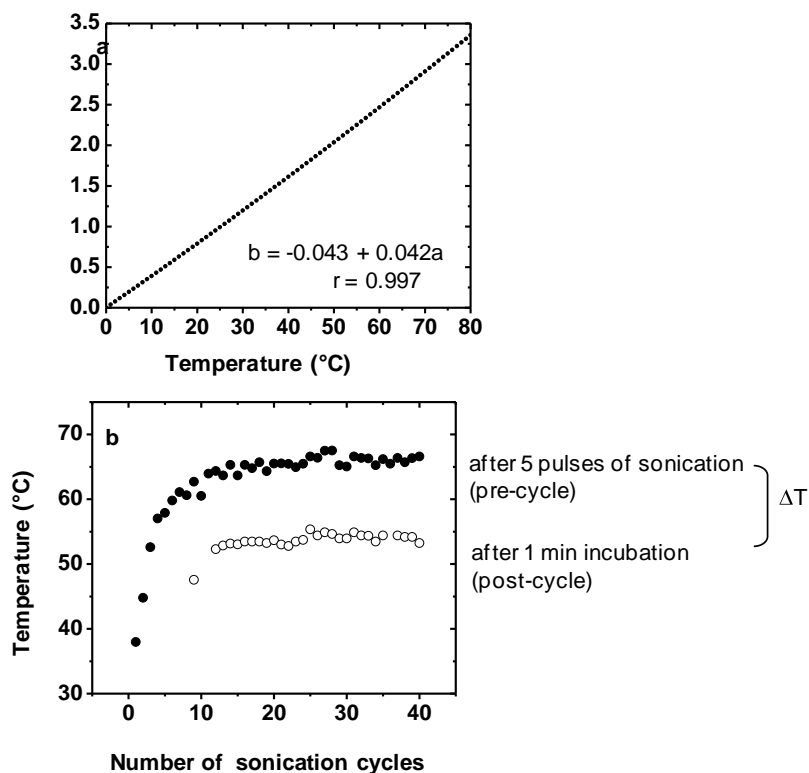 3.5
a
3.0
2.5
2.0
1.5
1.0
0.5
0.0
b = -0.043 + 0.042a
r = 0.997
0 10 20 30 40 50 60 70 80
Temperature (°C)
b
70
60
50
40
30
Temperature (°C)
0 10 20 30 40
Number of sonication cycles
after 5 pulses of sonication
(pre-cycle)
ΔT
after 1 min incubation
(post-cycle)